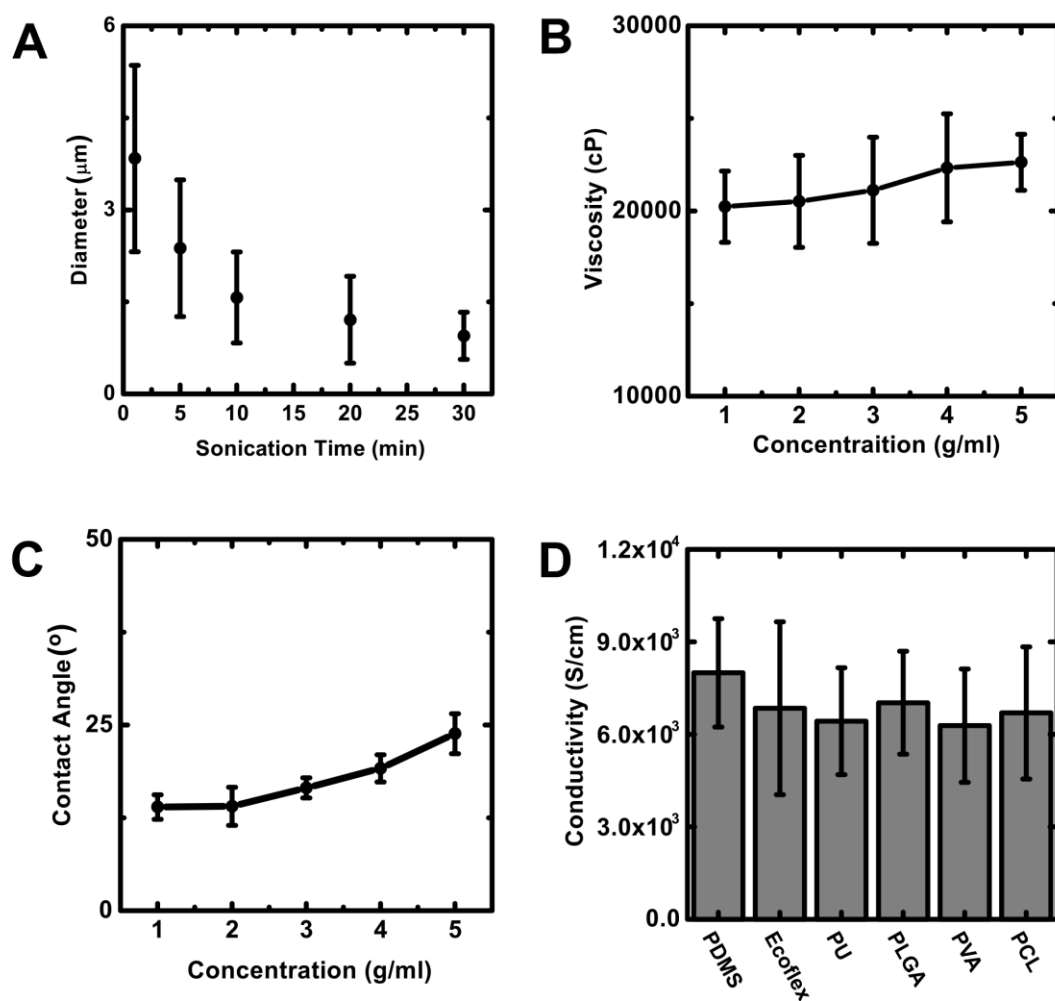 A
6
3
0
Diameter (μm)
0 5 10 15 20 25 30
Sonication Time (min)
B
30000
20000
10000
Viscosity (cP)
1 2 3 4 5
Concentraition (g/ml)
C
50
25
0
Contact Angle (º)
1 2 3 4 5
Concentration (g/ml)
D
1.2x10⁴
9.0x10³
6.0x10³
3.0x10³
0.0
Conductivity (S/cm)
PDMS Ecoflex PU PLGA PVA PCL